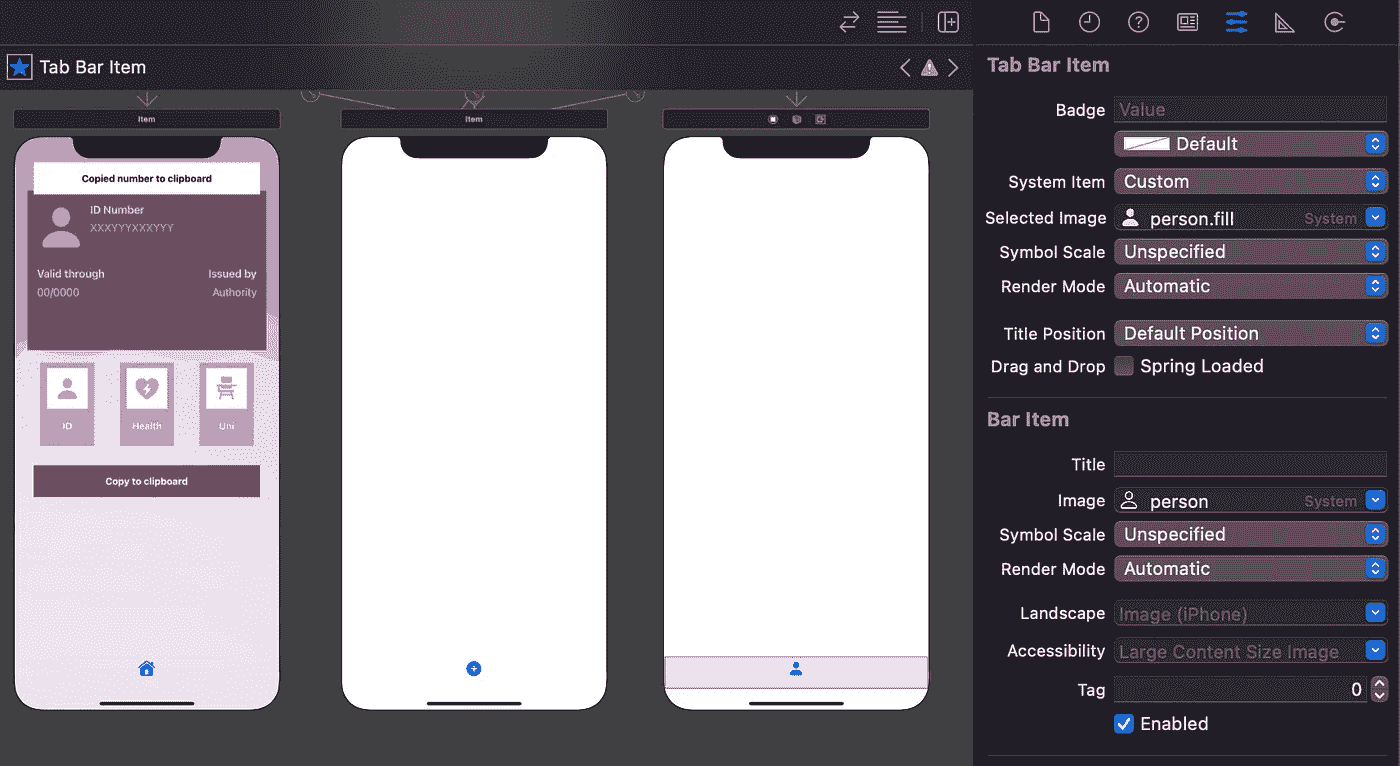 Tab Bar Item
Item
Item
Copied number to clipboard
ID Number
XXXYYYXXXYYY
Valid through
Issued by
00/0000
Authority
ID
Health
Uni
Copy to clipboard
Tab Bar Item
Badge
Value
Default
System Item
Custom
Selected Image
person.fill
System
Symbol Scale
Unspecified
Render Mode
Automatic
Title Position
Default Position
Drag and Drop
Spring Loaded
Bar Item
Title
Image
person
System
Symbol Scale
Unspecified
Render Mode
Automatic
Landscape
Image (iPhone)
Accessibility
Large Content Size Image
Tag
0
Enabled